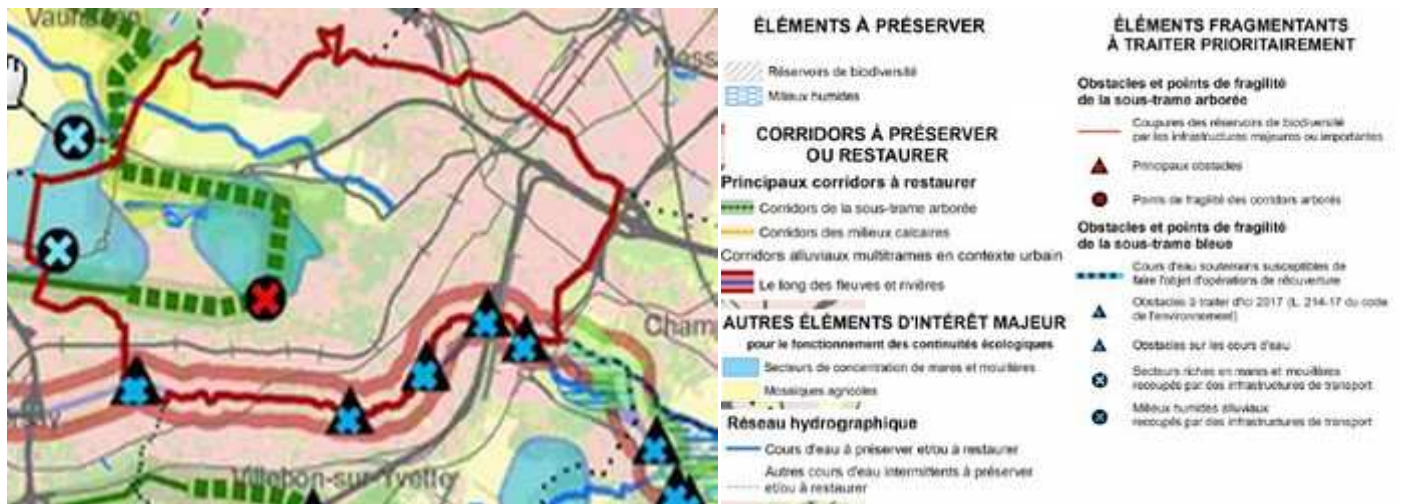 Villebon-sur-Yvette
Cham
ÉLÉMENTS À PRÉSERVER
Réservoirs de biodiversité
Milieux humides
CORRIDORS À PRÉSERVER
OU RESTAURER
Principaux corridors à restaurer
Corridors de la sous-trame arborée
Corridors des milieux calcaires
Corridors alluviaux multitrames en contexte urbain
Le long des fleuves et rivières
AUTRES ÉLÉMENTS D'INTÉRÊT MAJEUR
pour le fonctionnement des continuités écologiques
Secteurs de concentration de mares et mouillères
Mosaïques agricoles
Réseau hydrographique
Cours d'eau à préserver et/ou à restaurer
Autres cours d'eau intermittents à préserver
et/ou à restaurer
ÉLÉMENTS FRAGMENTANTS
À TRAITER PRIORITAIREMENT
Obstacles et points de fragilité
de la sous-trame arborée
Coupures des réservoirs de biodiversité
par les infrastructures majeures ou importantes
Principaux obstacles
Points de fragilité des corridors arborés
Obstacles et points de fragilité
de la sous-trame bleue
Cours d'eau souterrains susceptibles de
faire l'objet d'opérations de réouverture
Obstacles à traiter d'ici 2017 (L. 214-17 du code
de l'environnement)
Obstacles sur les cours d'eau
Secteurs riches en mares et mouillères
recoupés par des infrastructures de transport
Milieux humides alluviaux
recoupés par des infrastructures de transport